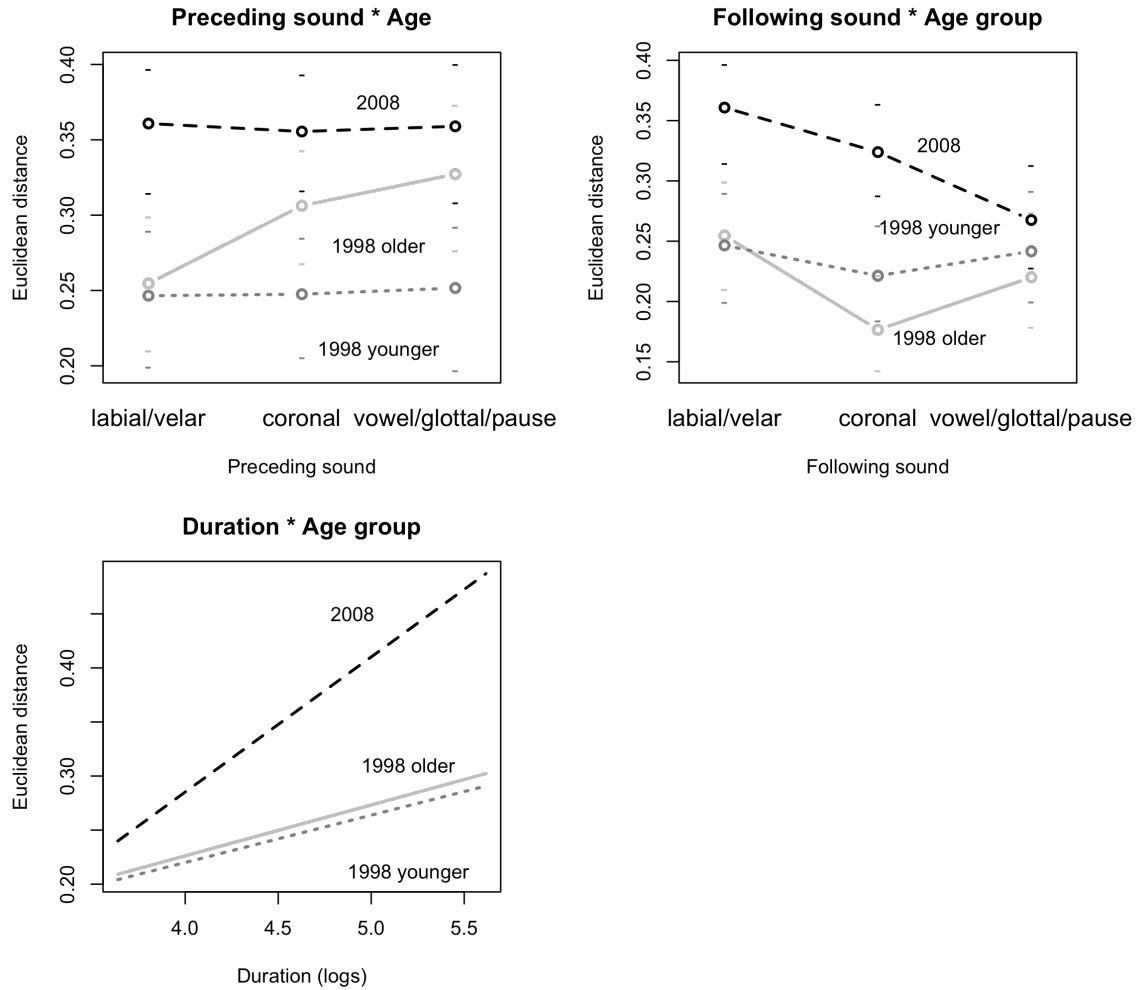 Preceding sound * Age
Euclidean distance
0.40
0.35
0.30
0.25
0.20
2008
1998 older
1998 younger
labial/velar coronal vowel/glottal/pause
Preceding sound
Following sound * Age group
Euclidean distance
0.40
0.35
0.30
0.25
0.20
0.15
2008
1998 younger
1998 older
labial/velar coronal vowel/glottal/pause
Following sound
Duration * Age group
Euclidean distance
0.40
0.30
0.20
2008
1998 older
1998 younger
4.0 4.5 5.0 5.5
Duration (logs)